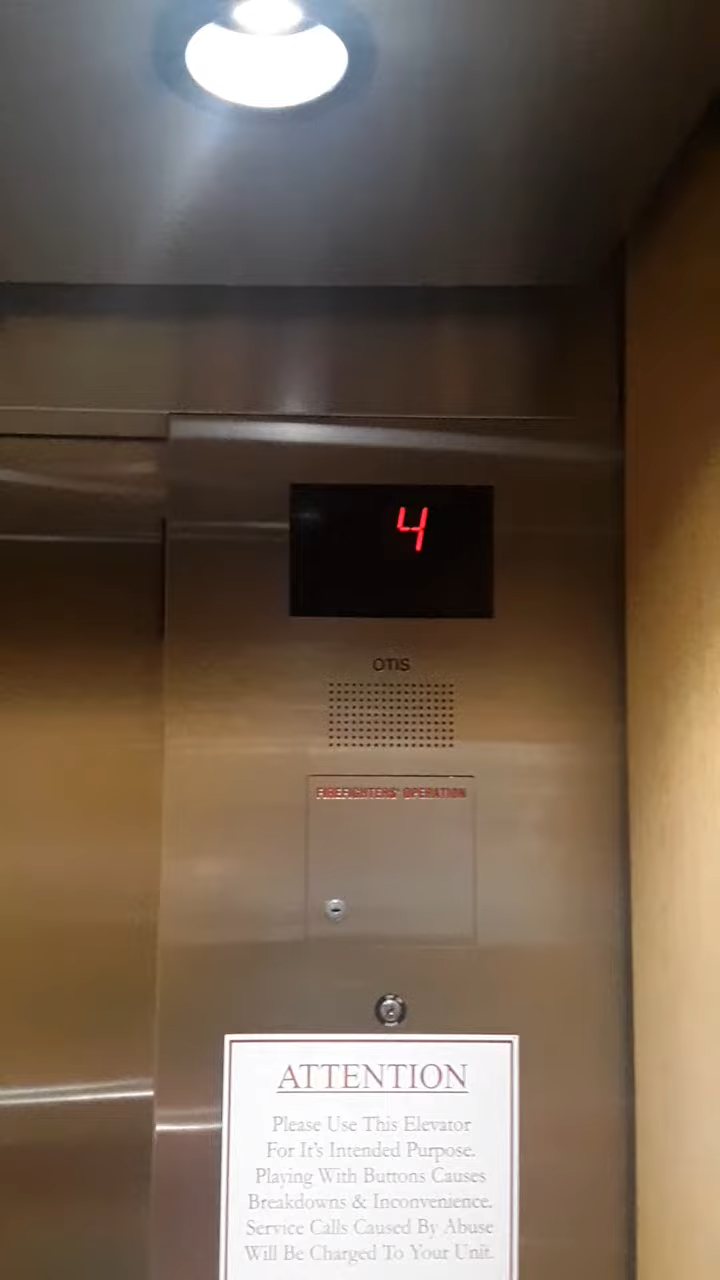 4
OTIS
FIREFIGHTERS' OPERATION
ATTENTION
Please Use This Elevator
For It's Intended Purpose.
Playing With Buttons Causes
Breakdowns & Inconvenience.
Service Calls Caused By Abuse
Will Be Charged To Your Unit.